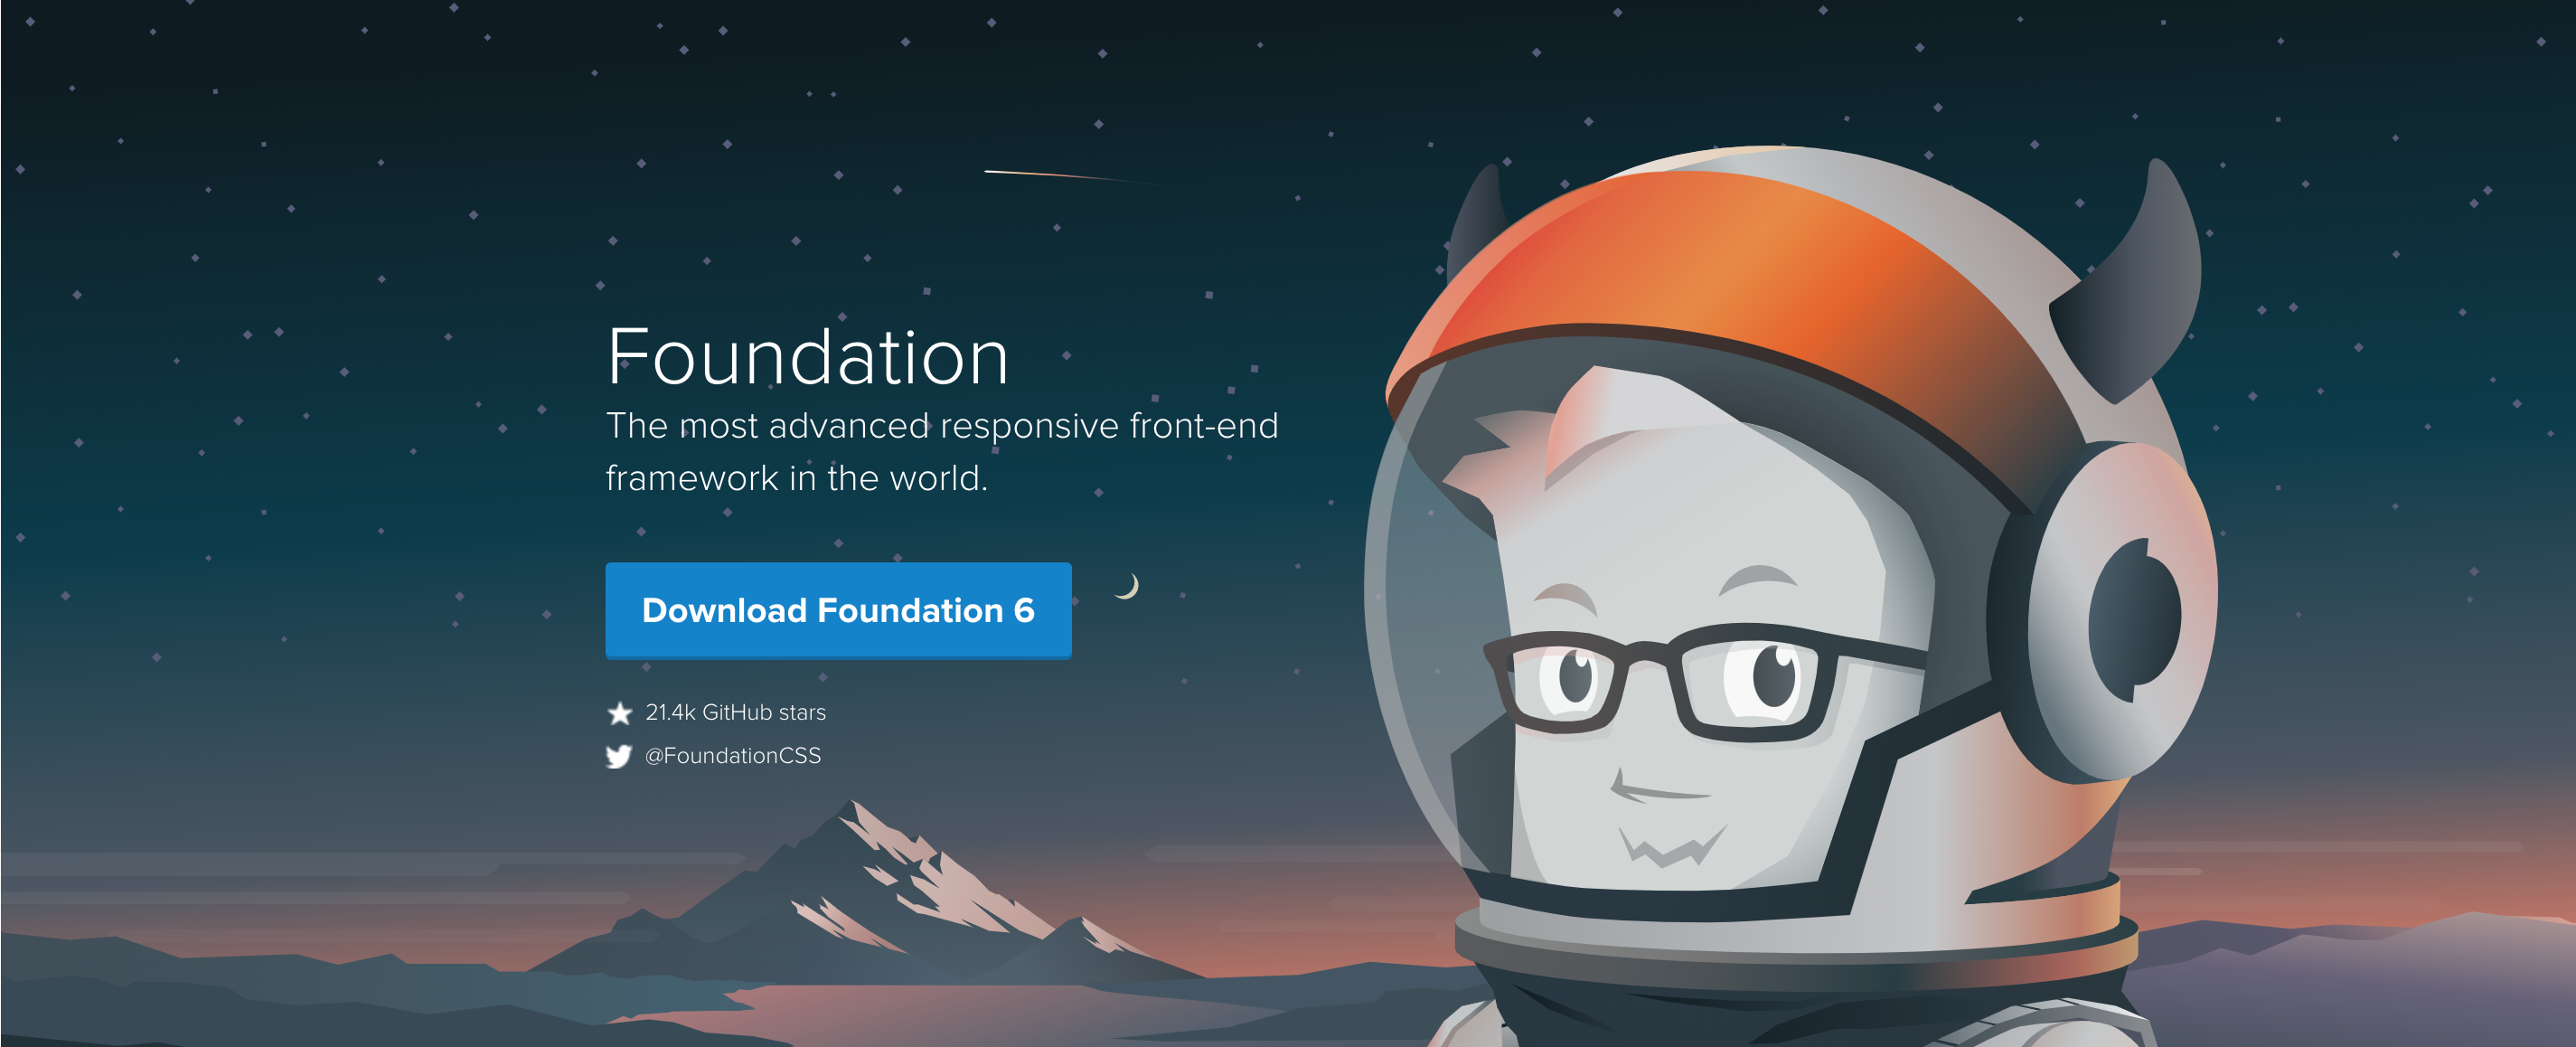 Foundation
The most advanced responsive front-end
framework in the world.
Download Foundation 6
21.4k GitHub stars
@FoundationCSS